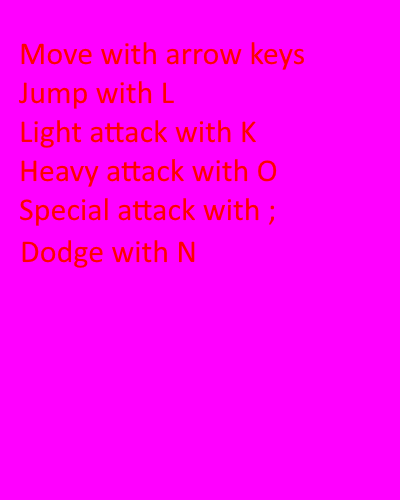 Move with arrow keys
Jump with L
Light attack with K
Heavy attack with O
Special attack with ;
Dodge with N